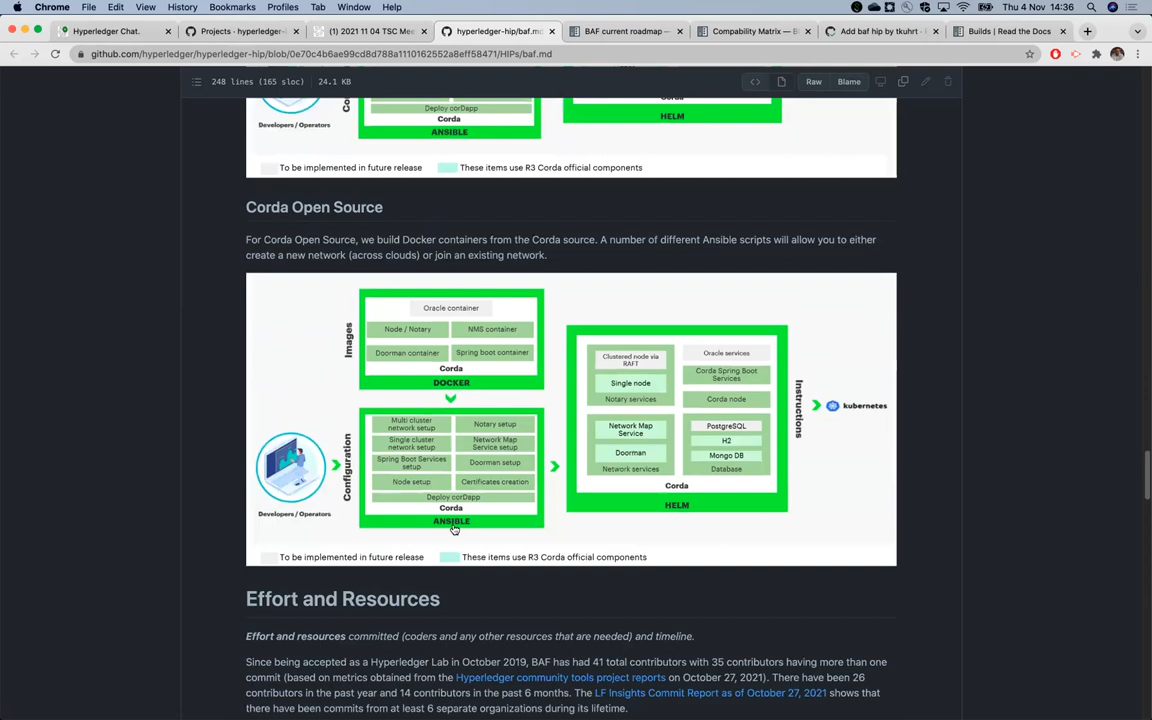 Chrome File Edit View History Bookmarks Profiles Tab Window Help Thu 4 Nov 14:36
Hyperledger Chat. Projects - hyperledger- (1) 2021 11 04 TSC Mee hyperledger-hip/baf.md BAF current roadmap — Compability Matrix — B Add baf hip by tkuhrt · D Builds | Read the Docs
github.com/hyperledger/hyperledger-hip/blob/0e70c4b6ae99cd8d788a1110162552e4eff58471/HIPs/baf.md
248 lines (165 sloc) 24.1 KB Raw Blame
Developers / Operators
Deploy corDapp
Corda
ANSIBLE
HELM
To be implemented in future release These items use R3 Corda official components
Corda Open Source
For Corda Open Source, we build Docker containers from the Corda source. A number of different Ansible scripts will allow you to either
create a new network (across clouds) or join an existing network.
Images
Oracle container
Node / Notary NMS container
Doorman container Spring boot container
Corda
DOCKER
Developers / Operators
Configuration
Multi cluster
network setup
Notary setup
Single cluster
network setup
Network Map
Service setup
Spring Boot Services
setup
Doorman setup
Node setup Certificates creation
Deploy corDapp
Corda
ANSIBLE
Clustered node via
RAFT
Single node
Notary services
Network Map
Service
Doorman
Network services
Oracle services
Corda Spring Boot
Services
Corda node
PostgreSQL
H2
Mongo DB
Database
Corda
HELM
Instructions
kubernetes
To be implemented in future release These items use R3 Corda official components
Effort and Resources
Effort and resources committed (coders and any other resources that are needed) and timeline.
Since being accepted as a Hyperledger Lab in October 2019, BAF has had 41 total contributors with 35 contributors having more than one
commit (based on metrics obtained from the Hyperledger community tools project reports on October 27, 2021). There have been 26
contributors in the past year and 14 contributors in the past 6 months. The LF Insights Commit Report as of October 27, 2021 shows that
there have been commits from at least 6 separate organizations during its lifetime.